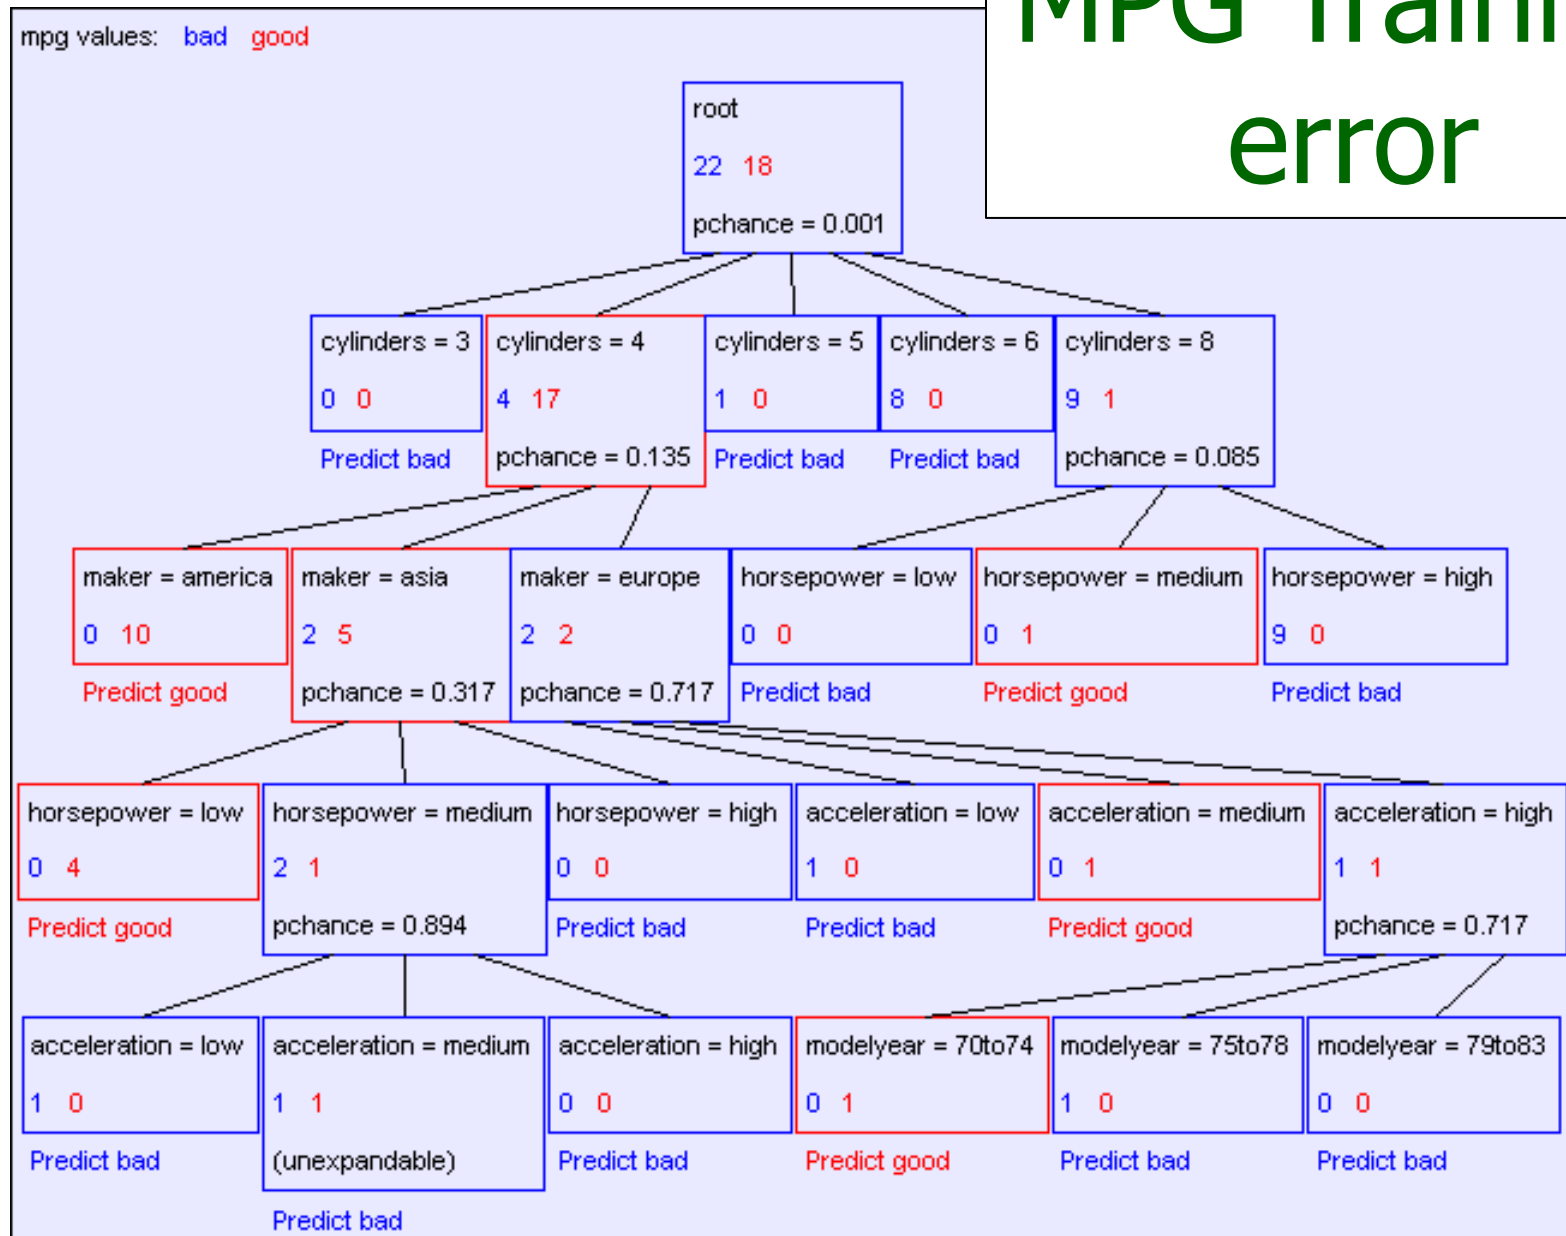 MPG Traini
error
mpg values: bad good
root
22 18
pchance = 0.001
cylinders = 3 cylinders = 4 cylinders = 5 cylinders = 6 cylinders = 8
0 0 4 17 1 0 8 0 9 1
Predict bad pchance = 0.135 Predict bad Predict bad pchance = 0.085
maker = america maker = asia maker = europe horsepower = low horsepower = medium horsepower = high
0 10 2 5 2 2 0 0 0 1 9 0
Predict good pchance = 0.317 pchance = 0.717 Predict bad Predict good Predict bad
horsepower = low horsepower = medium horsepower = high acceleration = low acceleration = medium acceleration = high
0 4 2 1 0 0 1 0 0 1 1 1
Predict good pchance = 0.894 Predict bad Predict bad Predict good pchance = 0.717
acceleration = low acceleration = medium acceleration = high modelyear = 70to74 modelyear = 75to78 modelyear = 79to83
1 0 1 1 0 0 0 1 1 0 0 0
Predict bad (unexpandable) Predict bad Predict good Predict bad Predict bad
Predict bad